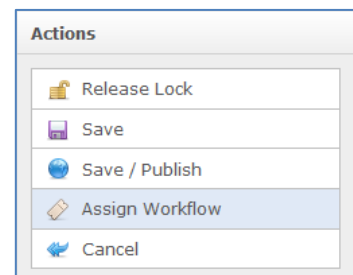 Actions
Release Lock
Save
Save / Publish
Assign Workflow
Cancel